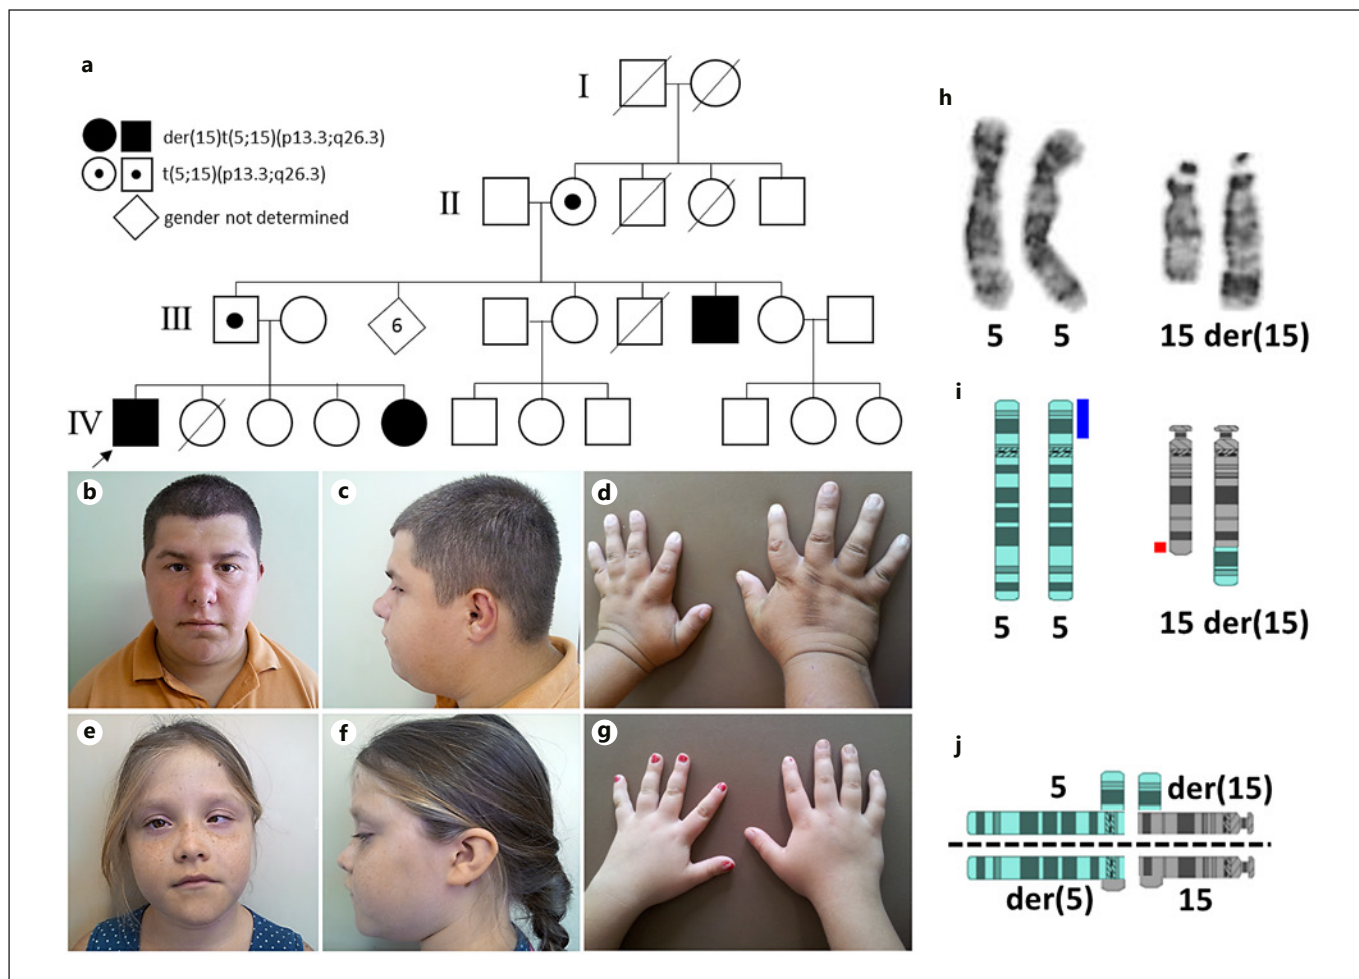 a
I
der(15)t(5;15)(p13.3;q26.3)
t(5;15)(p13.3;q26.3)
gender not determined
II
III
6
IV
b
c
d
e
f
g
h
5 5 15 der(15)
i
5 5 15 der(15)
j
5 der(15)
der(5) 15